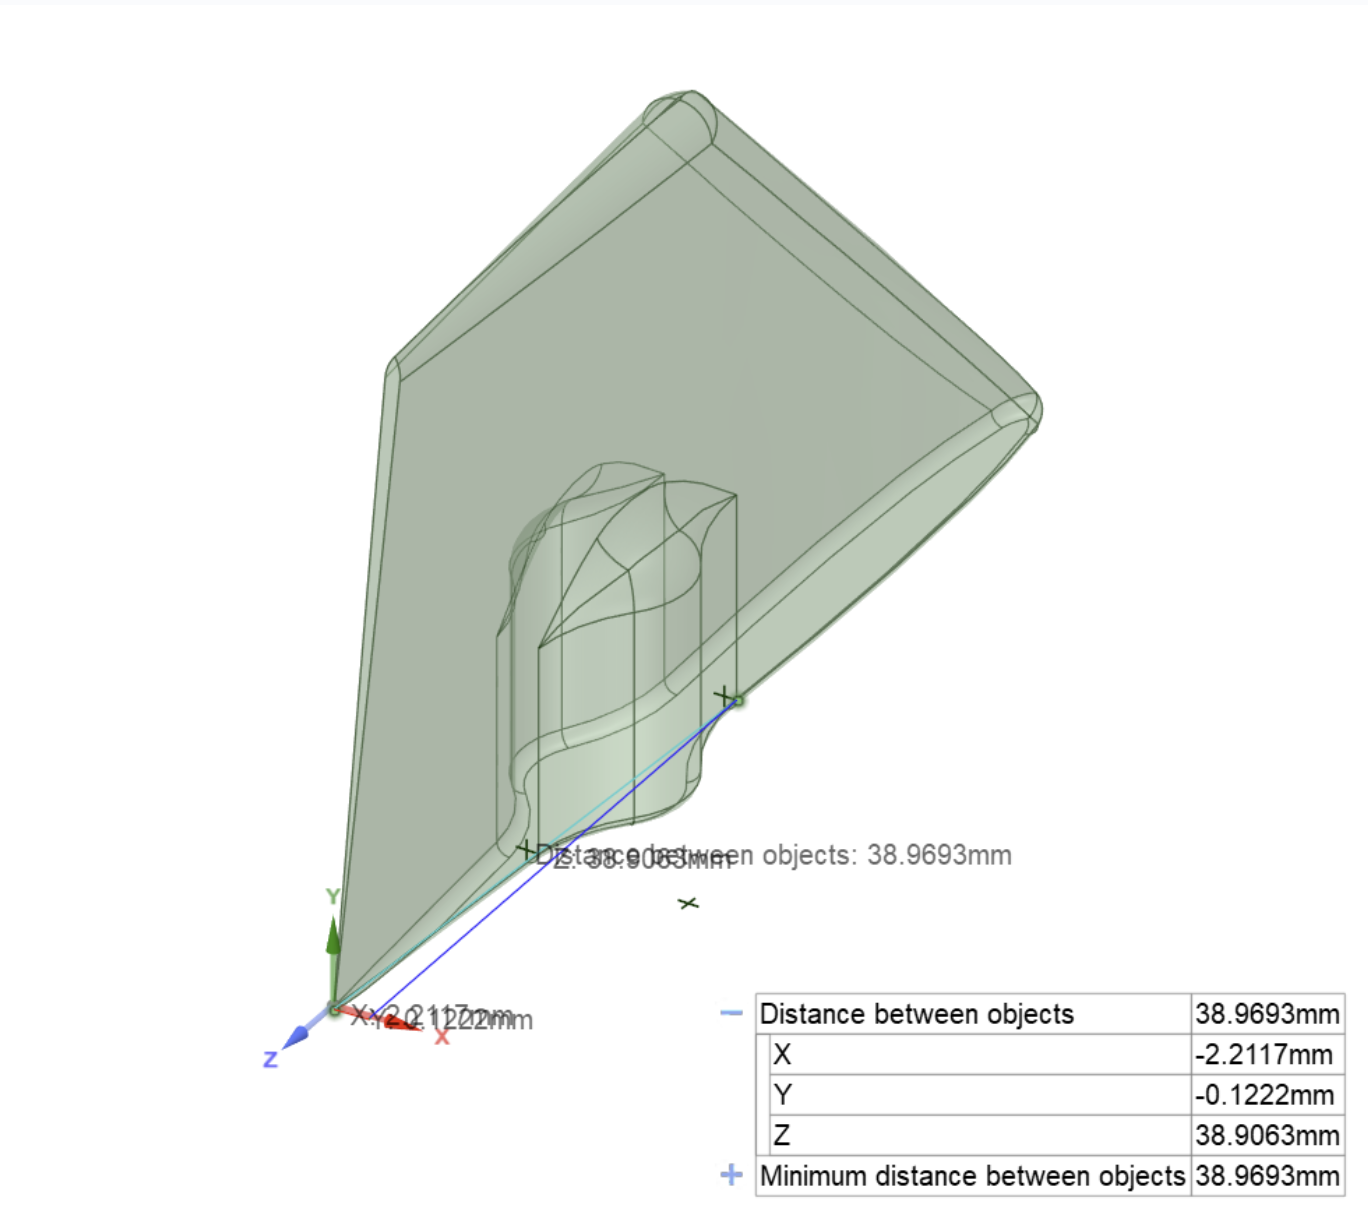 Distance between objects: 38.9693mm
Z: 38.9063mm
Y
X: -2.2117mm
Y: -0.1222mm
X
Z
Distance between objects 38.9693mm
X -2.2117mm
Y -0.1222mm
Z 38.9063mm
Minimum distance between objects 38.9693mm